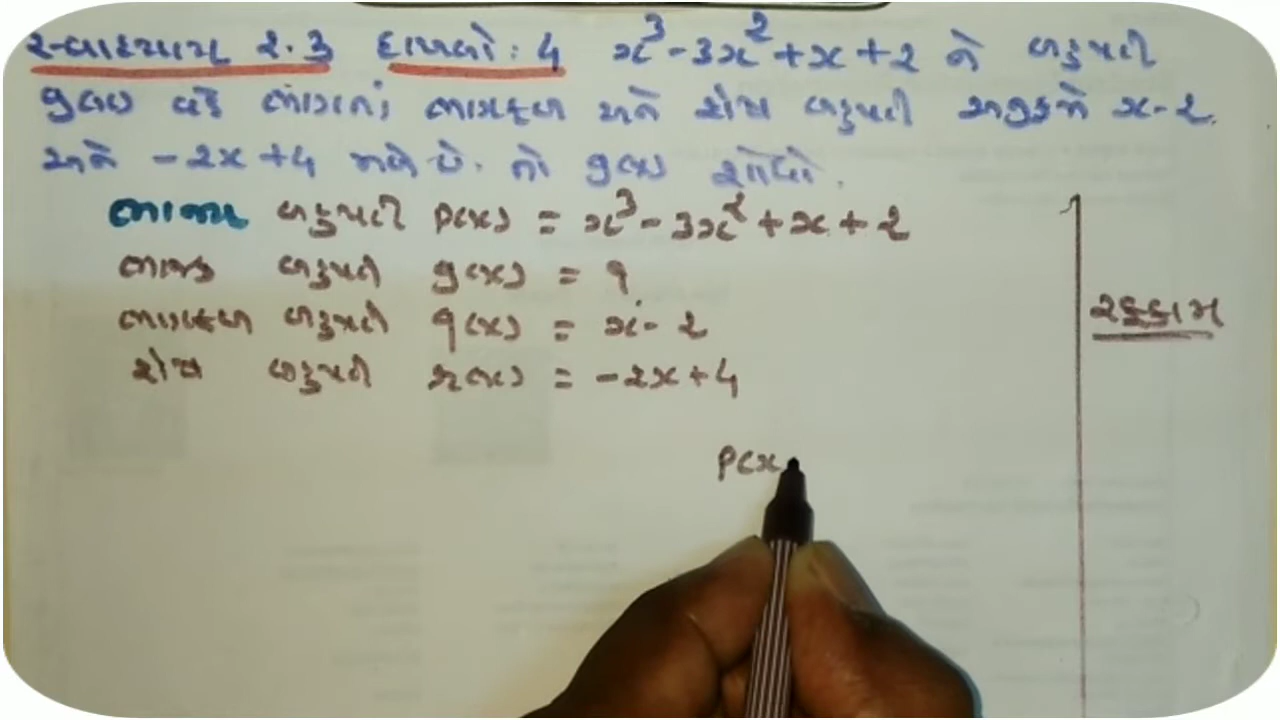 સ્વાધ્યાય 2.3 દાખલો: 4 x³-3x²+x+2 ને બહુપદી
g(x) વડે ભાગતાં, ભાગફળ અને શેષ બહુપદી અનુક્રમે x-2
અને -2x+4 મળે છે. તો g(x) શોધો.
ભાજ્ય બહુપદી P(x) = x³-3x²+x+2
ભાજક બહુપદી g(x) = ?
ભાગફળ બહુપદી q(x) = x-2
શેષ બહુપદી r(x) = -2x+4
રફકામ
P(x